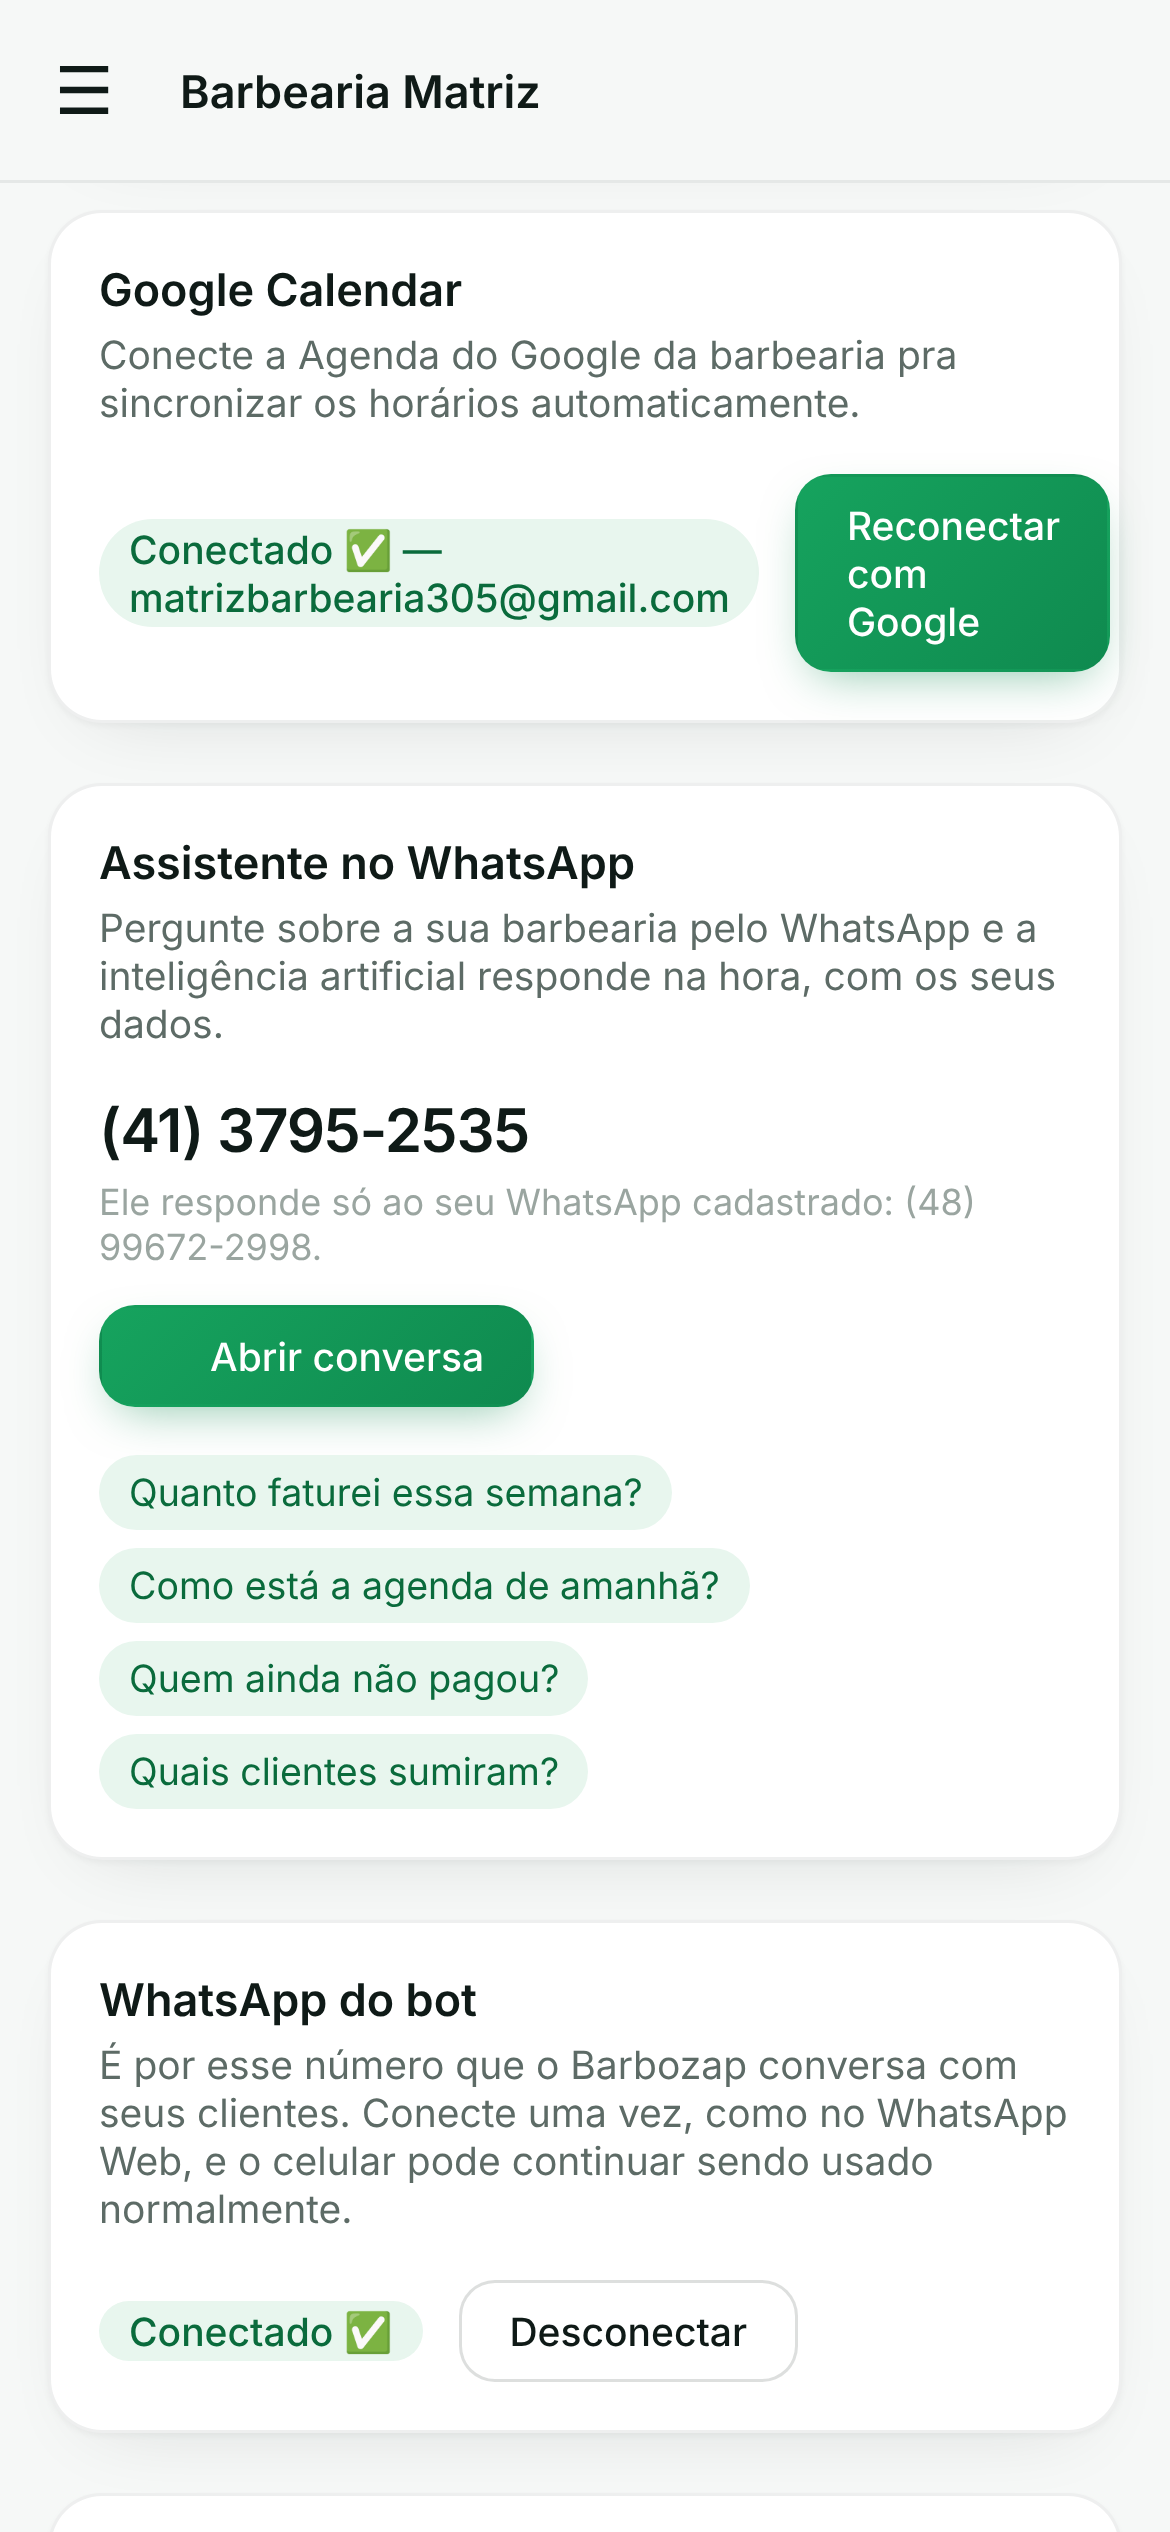 Barbearia Matriz
Google Calendar
Conecte a Agenda do Google da barbearia pra
sincronizar os horários automaticamente.
Conectado ✅ —
matrizbarbearia305@gmail.com
Reconectar
com
Google
Assistente no WhatsApp
Pergunte sobre a sua barbearia pelo WhatsApp e a
inteligência artificial responde na hora, com os seus
dados.
(41) 3795-2535
Ele responde só ao seu WhatsApp cadastrado: (48)
99672-2998.
Abrir conversa
Quanto faturei essa semana?
Como está a agenda de amanhã?
Quem ainda não pagou?
Quais clientes sumiram?
WhatsApp do bot
É por esse número que o Barbozap conversa com
seus clientes. Conecte uma vez, como no WhatsApp
Web, e o celular pode continuar sendo usado
normalmente.
Conectado ✅
Desconectar